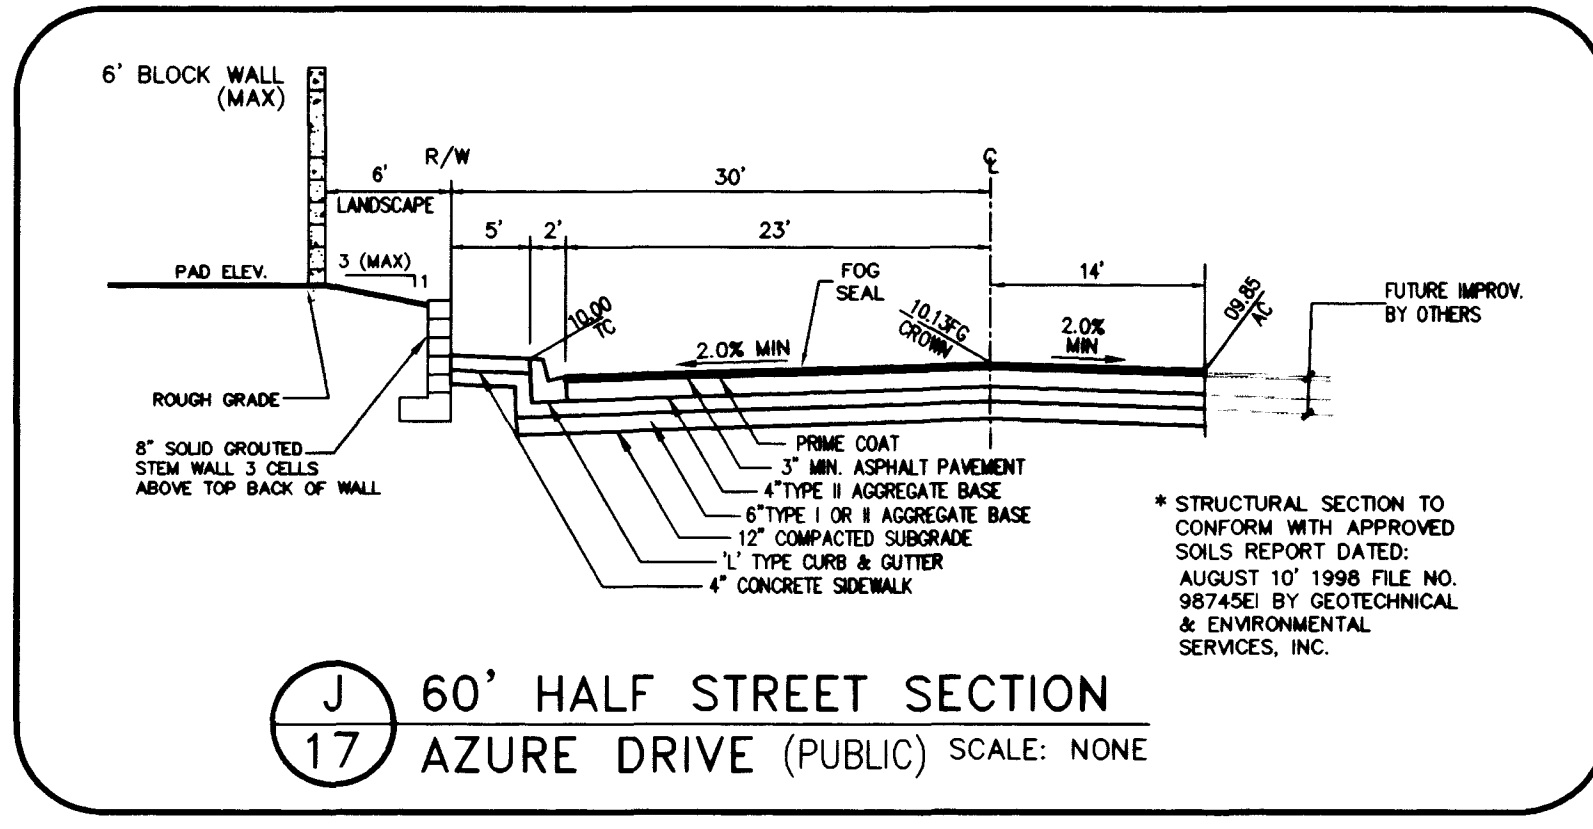 6' BLOCK WALL
(MAX)
R/W
℄
6'
30'
LANDSCAPE
5'
2'
23'
3 (MAX)
1
PAD ELEV.
FOG
SEAL
14'
FUTURE IMPROV.
BY OTHERS
10.00
TC
10.13FG
CROWN
09.85
AC
2.0% MIN
2.0%
MIN
ROUGH GRADE
8" SOLID GROUTED
STEM WALL 3 CELLS
ABOVE TOP BACK OF WALL
PRIME COAT
3" MIN. ASPHALT PAVEMENT
4"TYPE II AGGREGATE BASE
6"TYPE I OR II AGGREGATE BASE
12" COMPACTED SUBGRADE
'L' TYPE CURB & GUTTER
4" CONCRETE SIDEWALK
* STRUCTURAL SECTION TO
CONFORM WITH APPROVED
SOILS REPORT DATED:
AUGUST 10' 1998 FILE NO.
98745EI BY GEOTECHNICAL
& ENVIRONMENTAL
SERVICES, INC.
J
17
60' HALF STREET SECTION
AZURE DRIVE (PUBLIC) SCALE: NONE